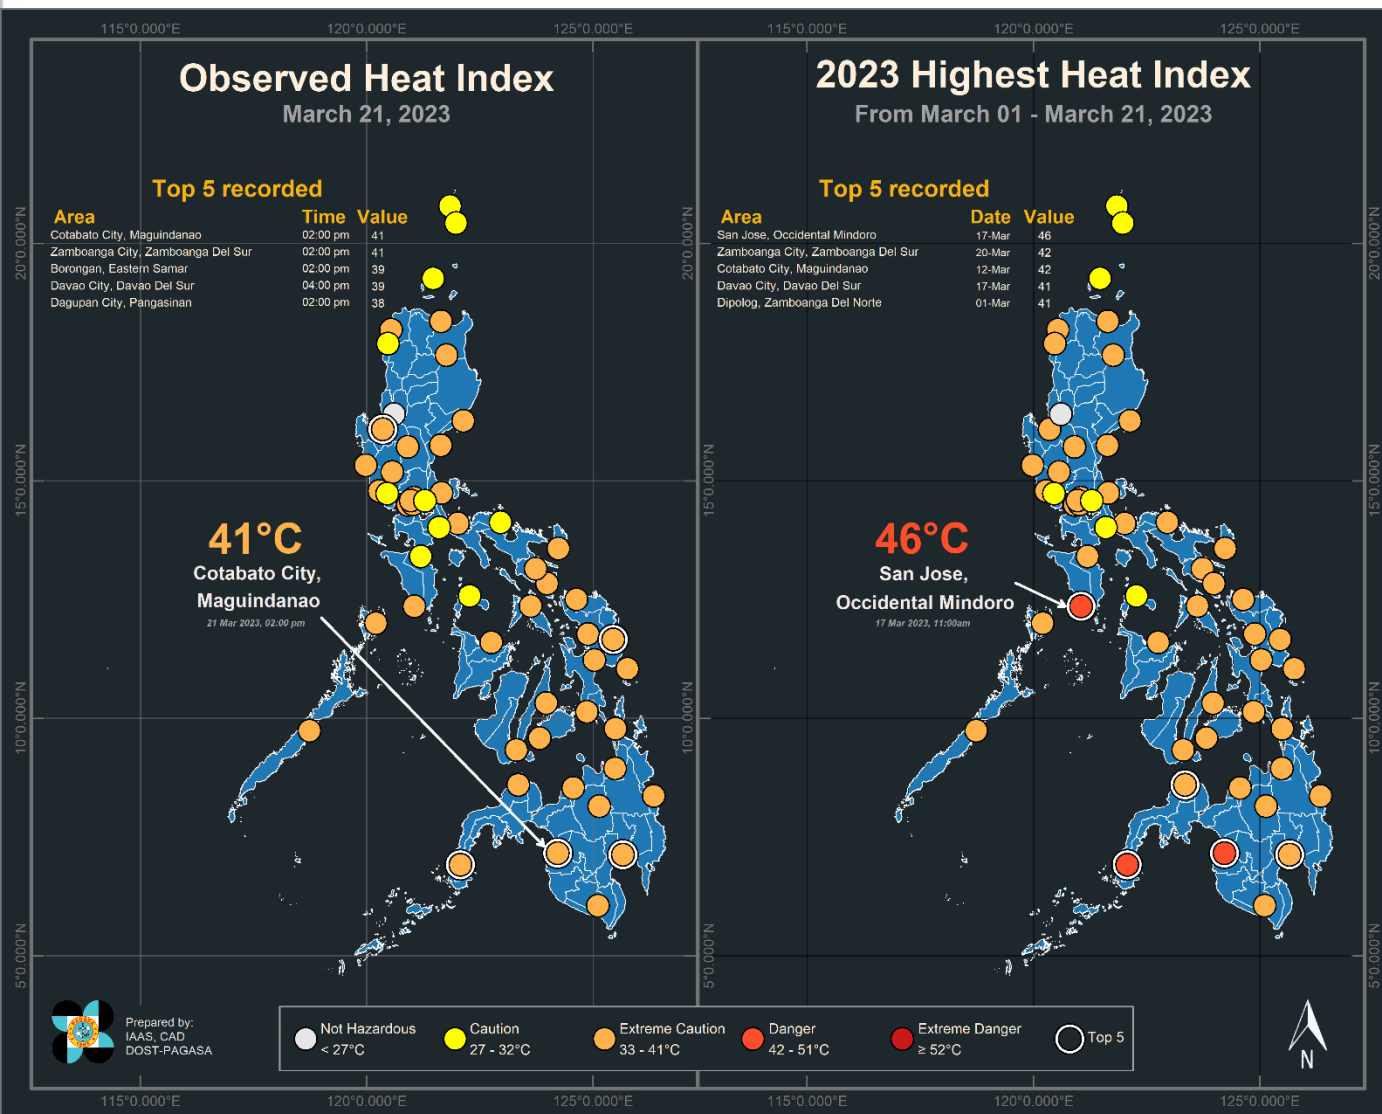 115°0.000"E 120°0.000"E 125°0.000"E 115°0.000"E 120°0.000"E 125°0.000"E
Observed Heat Index
March 21, 2023
Top 5 recorded
Area Time Value
Cotabato City, Maguindanao 02:00 pm 41
Zamboanga City, Zamboanga Del Sur 02:00 pm 41
Borongan, Eastern Samar 02:00 pm 39
Davao City, Davao Del Sur 04:00 pm 39
Dagupan City, Pangasinan 02:00 pm 38
41°C
Cotabato City,
Maguindanao
21 Mar 2023, 02:00 pm
2023 Highest Heat Index
From March 01 - March 21, 2023
Top 5 recorded
Area Date Value
San Jose, Occidental Mindoro 17-Mar 46
Zamboanga City, Zamboanga Del Sur 20-Mar 42
Cotabato City, Maguindanao 12-Mar 42
Davao City, Davao Del Sur 17-Mar 41
Dipolog, Zamboanga Del Norte 01-Mar 41
46°C
San Jose,
Occidental Mindoro
17 Mar 2023, 11:00am
20°0.000"N
15°0.000"N
10°0.000"N
5°0.000"N
20°0.000"N
15°0.000"N
10°0.000"N
5°0.000"N
20°0.000"N
15°0.000"N
10°0.000"N
5°0.000"N
Prepared by:
IAAS, CAD
DOST-PAGASA
Not Hazardous
< 27°C
Caution
27 - 32°C
Extreme Caution
33 - 41°C
Danger
42 - 51°C
Extreme Danger
≥ 52°C
Top 5
N
115°0.000"E 120°0.000"E 125°0.000"E 115°0.000"E 120°0.000"E 125°0.000"E